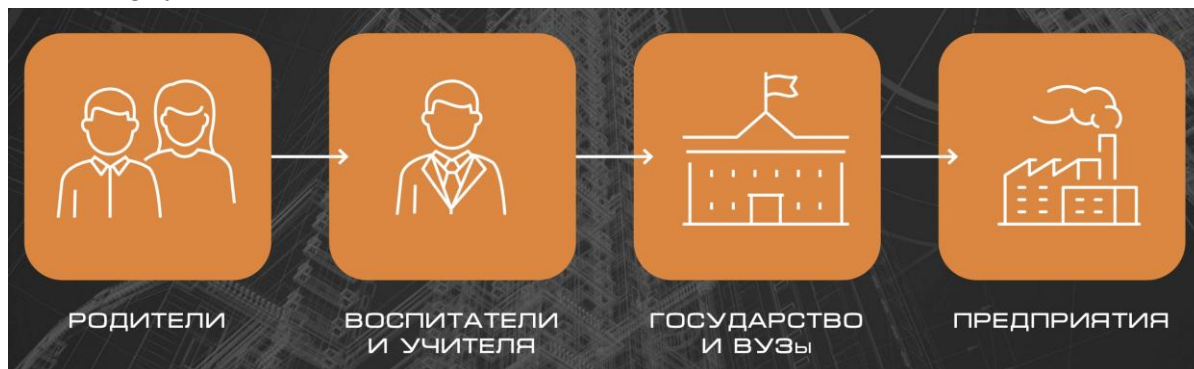 РОДИТЕЛИ
ВОСПИТАТЕЛИ
И УЧИТЕЛЯ
ГОСУДАРСТВО
И ВУЗы
ПРЕДПРИЯТИЯ